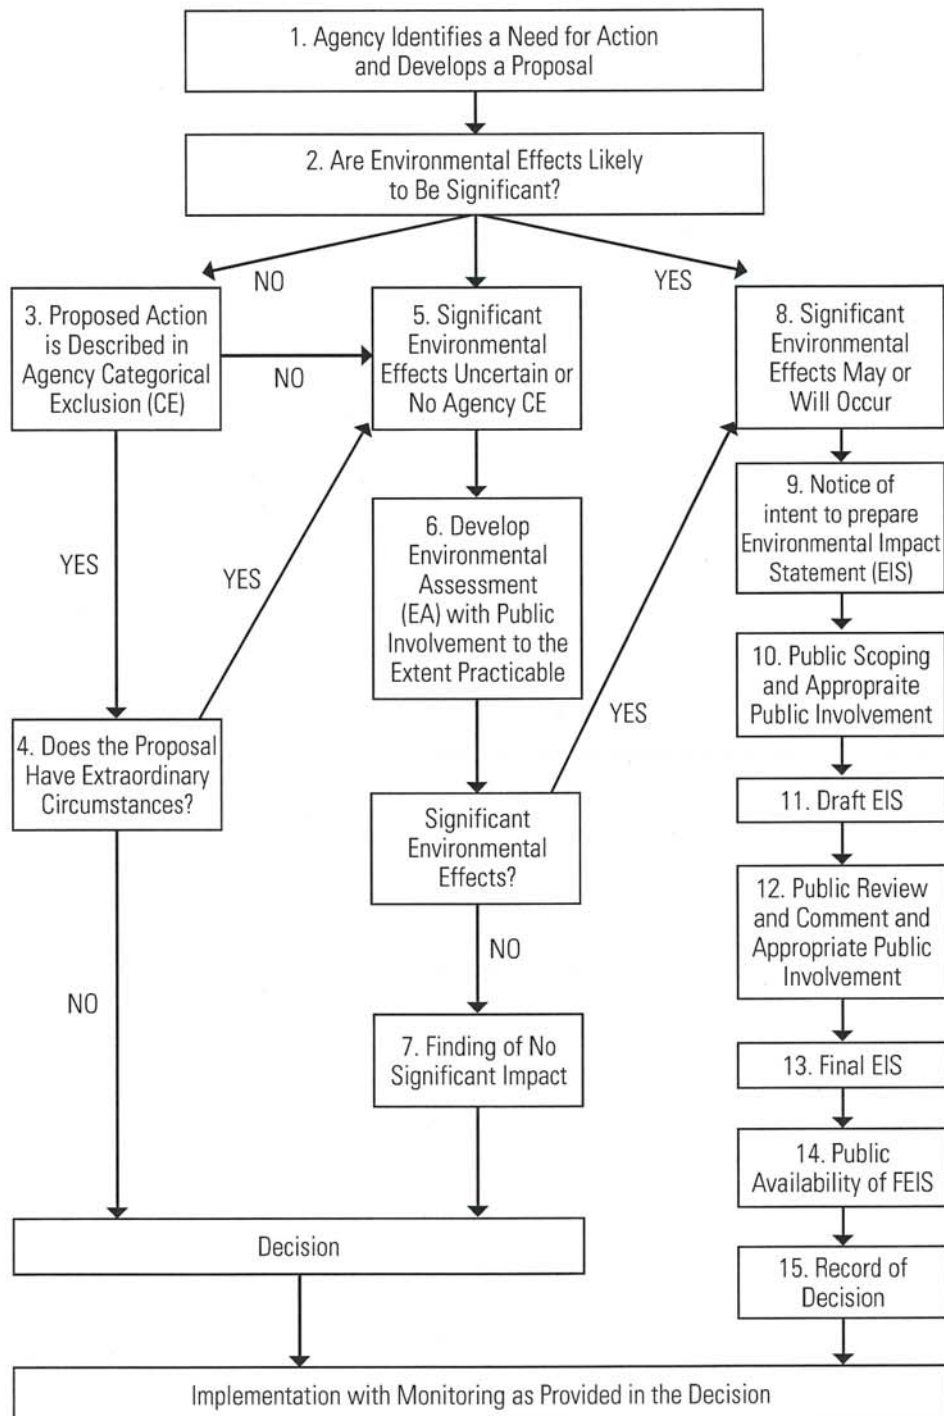 1. Agency Identifies a Need for Action
and Develops a Proposal
2. Are Environmental Effects Likely
to Be Significant?
NO
YES
3. Proposed Action
is Described in
Agency Categorical
Exclusion (CE)
NO
5. Significant
Environmental
Effects Uncertain or
No Agency CE
8. Significant
Environmental
Effects May or
Will Occur
YES
YES
6. Develop
Environmental
Assessment
(EA) with Public
Involvement to the
Extent Practicable
9. Notice of
intent to prepare
Environmental Impact
Statement (EIS)
10. Public Scoping
and Appropraite
Public Involvement
4. Does the Proposal
Have Extraordinary
Circumstances?
YES
Significant
Environmental
Effects?
11. Draft EIS
12. Public Review
and Comment and
Appropriate Public
Involvement
NO
NO
7. Finding of No
Significant Impact
13. Final EIS
14. Public
Availability of FEIS
Decision
15. Record of
Decision
Implementation with Monitoring as Provided in the Decision